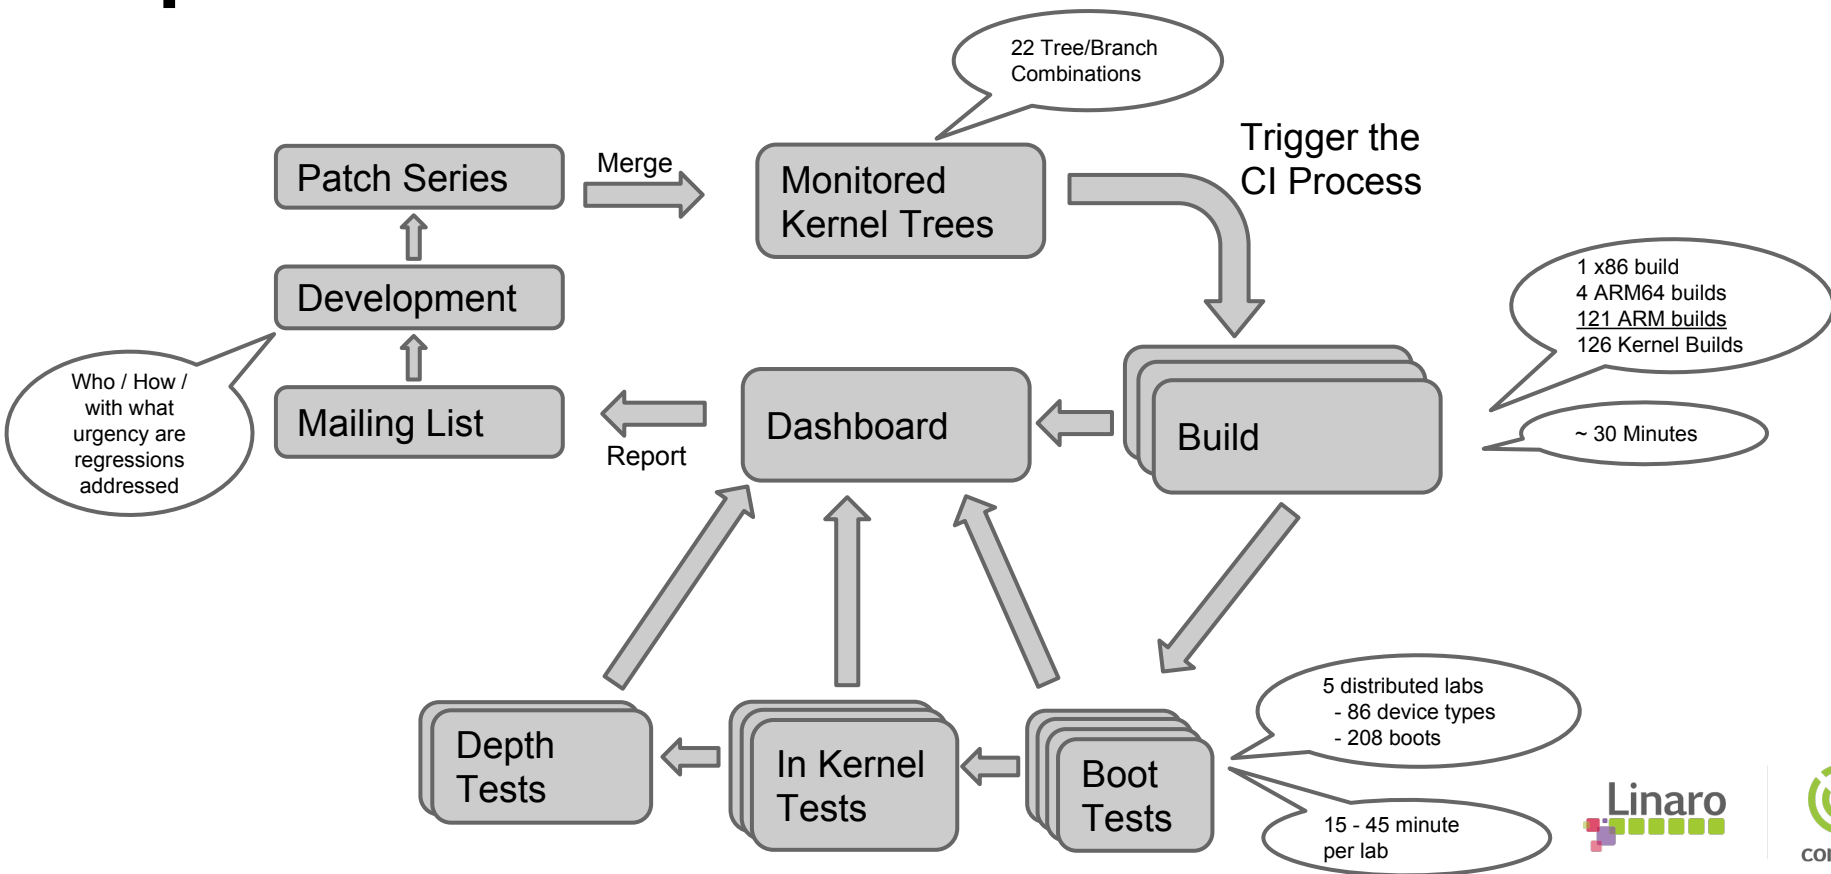 22 Tree/Branch
Combinations
Trigger the
CI Process
Patch Series
Merge
Monitored
Kernel Trees
Development
1 x86 build
4 ARM64 builds
121 ARM builds
126 Kernel Builds
Who / How /
with what
urgency are
regressions
addressed
Mailing List
Report
Dashboard
Build
~ 30 Minutes
Depth
Tests
In Kernel
Tests
Boot
Tests
5 distributed labs
- 86 device types
- 208 boots
15 - 45 minute
per lab
Linaro